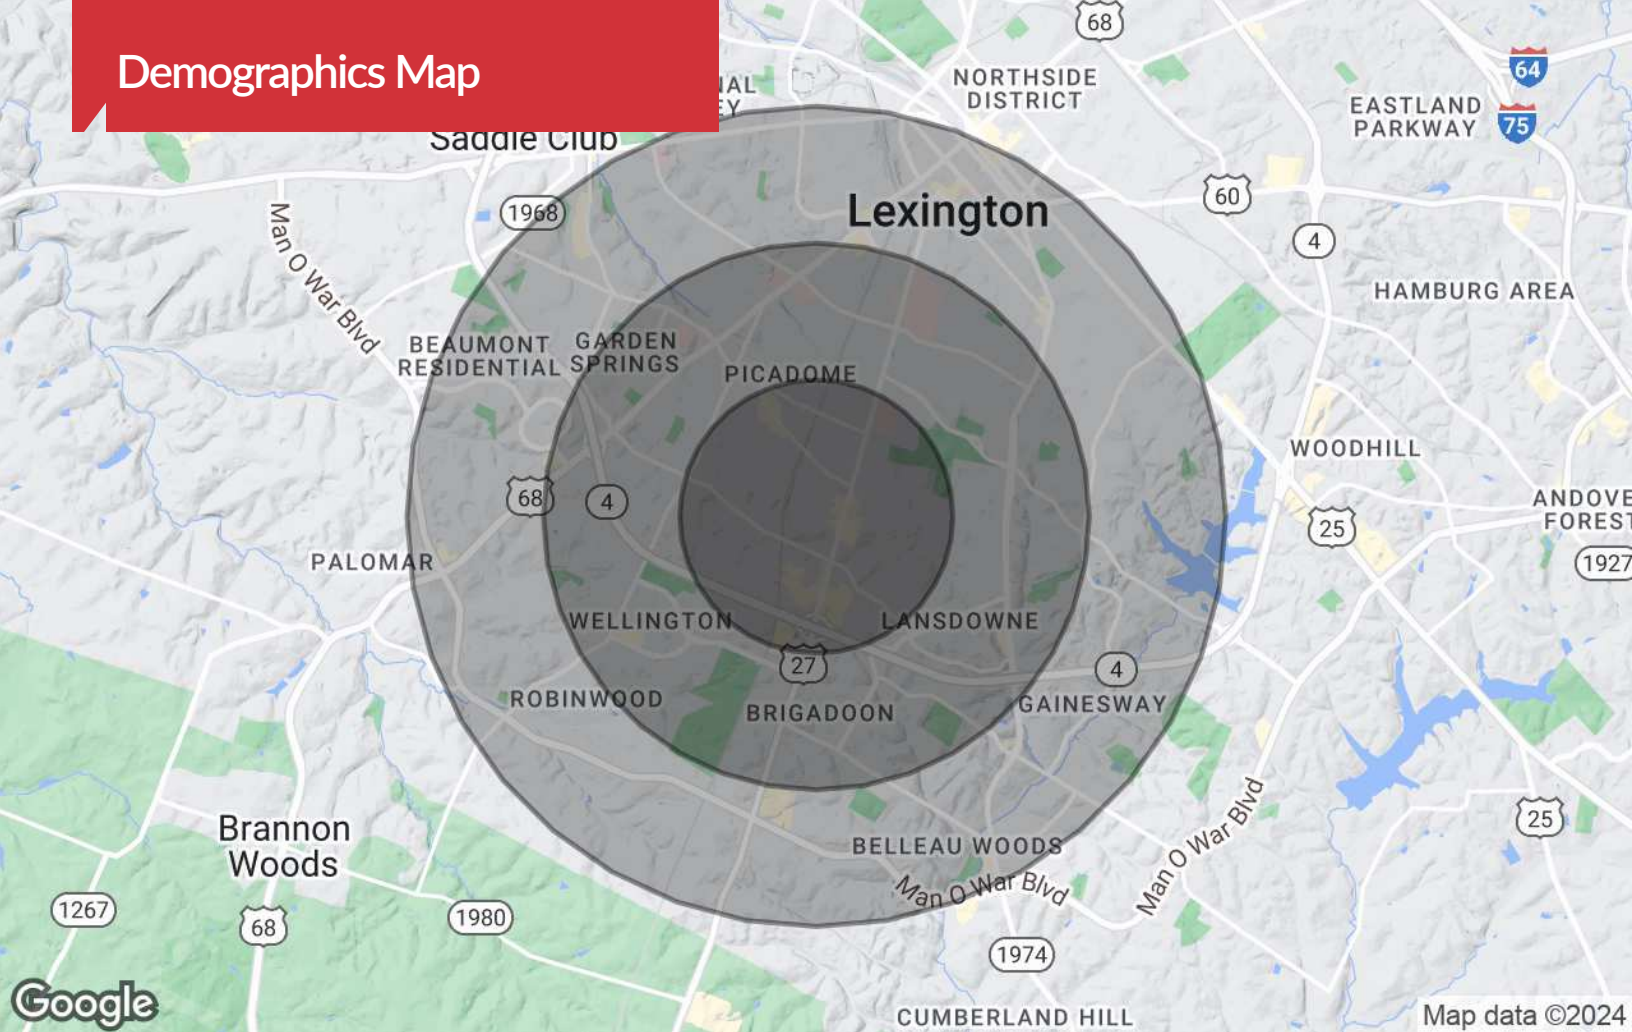 Demographics Map
68
64
NORTHSIDE
DISTRICT
EASTLAND
PARKWAY
75
Saddle Club
60
1968
Lexington
4
Man O War Blvd
HAMBURG AREA
BEAUMONT
RESIDENTIAL
GARDEN
SPRINGS
PICADOME
WOODHILL
68
4
25
ANDOVE
FOREST
PALOMAR
1927
WELLINGTON
LANSDOWNE
27
4
ROBINWOOD
BRIGADOON
GAINESWAY
Brannon
Woods
BELLEAU WOODS
Man O War Blvd
Man O War Blvd
25
1267
68
1980
1974
Google
CUMBERLAND HILL
Map data ©2024